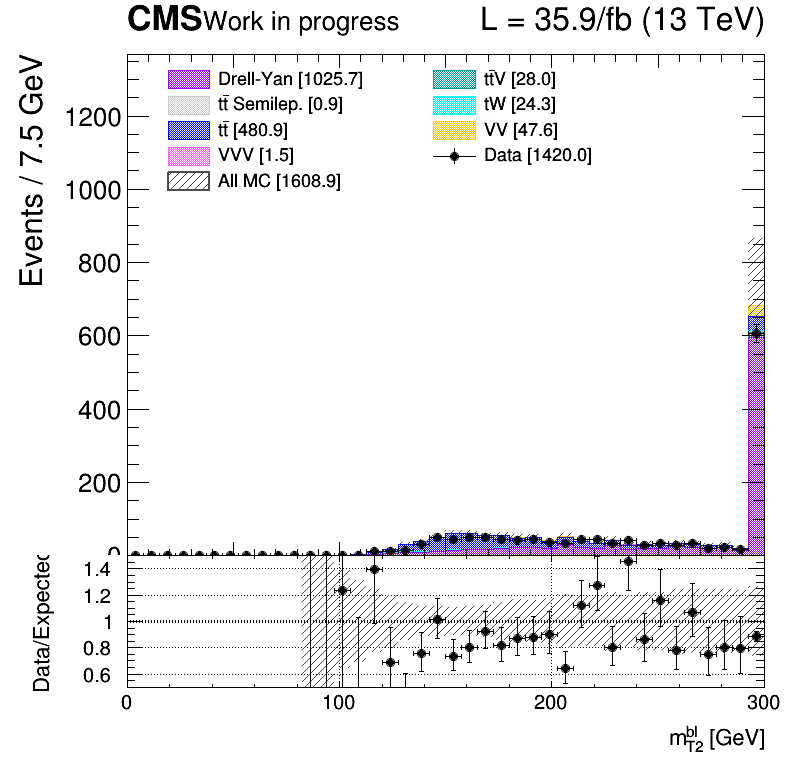 CMS Work in progress L = 35.9/fb (13 TeV)
Drell-Yan [1025.7]
tt̄ Semilep. [0.9]
tt̄ [480.9]
VVV [1.5]
All MC [1608.9]
tt̄V [28.0]
tW [24.3]
VV [47.6]
Data [1420.0]
Events / 7.5 GeV
1200
1000
800
600
400
200
0
Data/Expected
1.4
1.2
1
0.8
0.6
0 100 200 300
m_{T2}^{bl} [GeV]